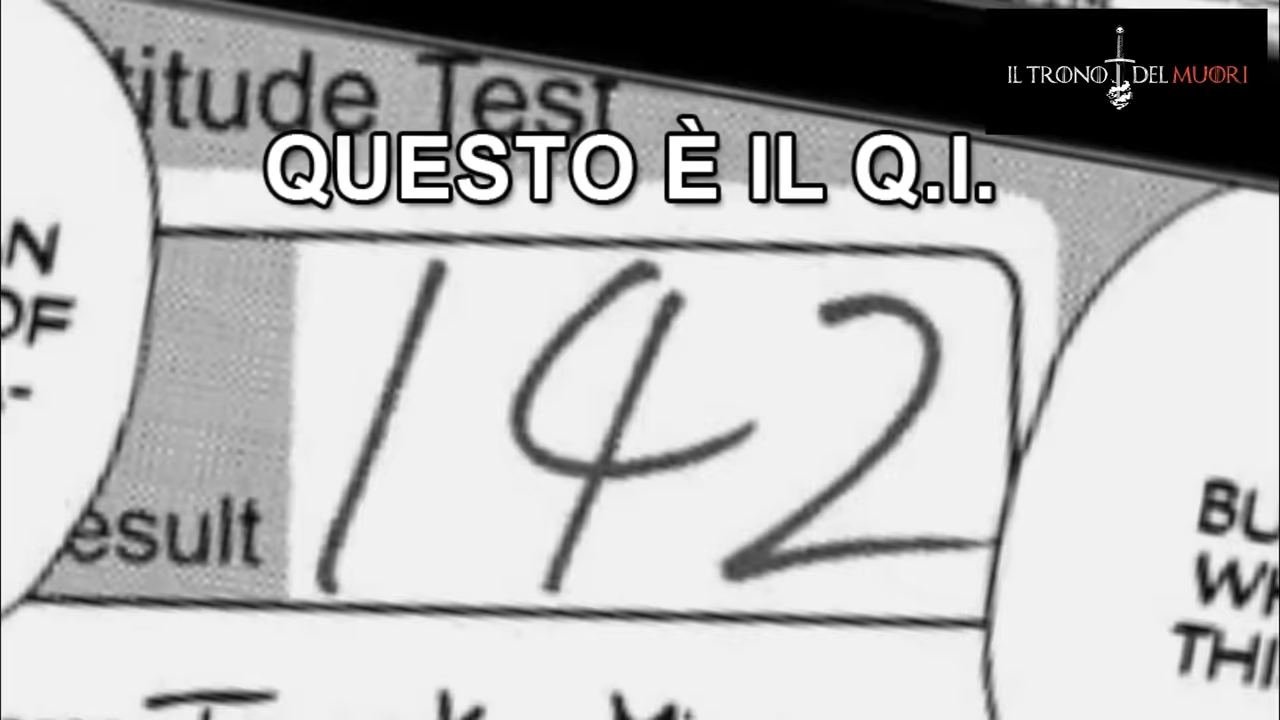 IL TRONO DEL MUORI
titude Test
QUESTO È IL Q.I.
N
OF
142
esult
BU
WH
THI